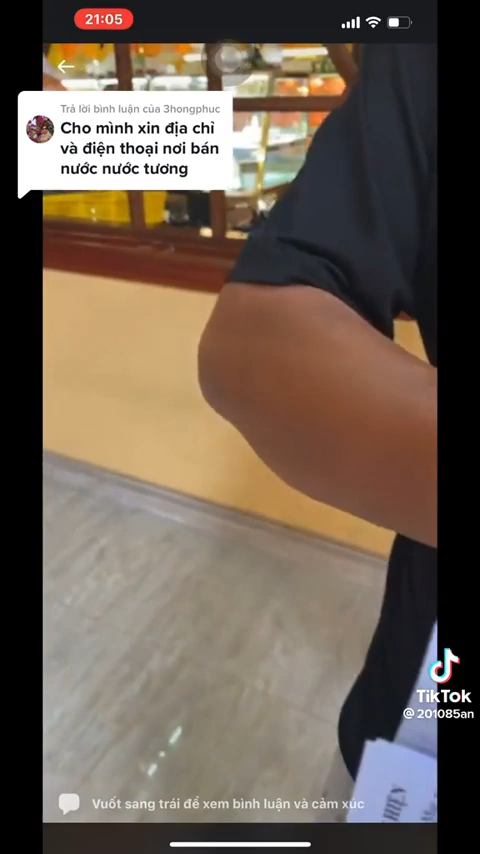 21:05
Trả lời bình luận của 3hongphuc
Cho mình xin địa chỉ
và điện thoại nơi bán
nước nước tương
TikTok
@ 201085an
Vuốt sang trái để xem bình luận và cảm xúc